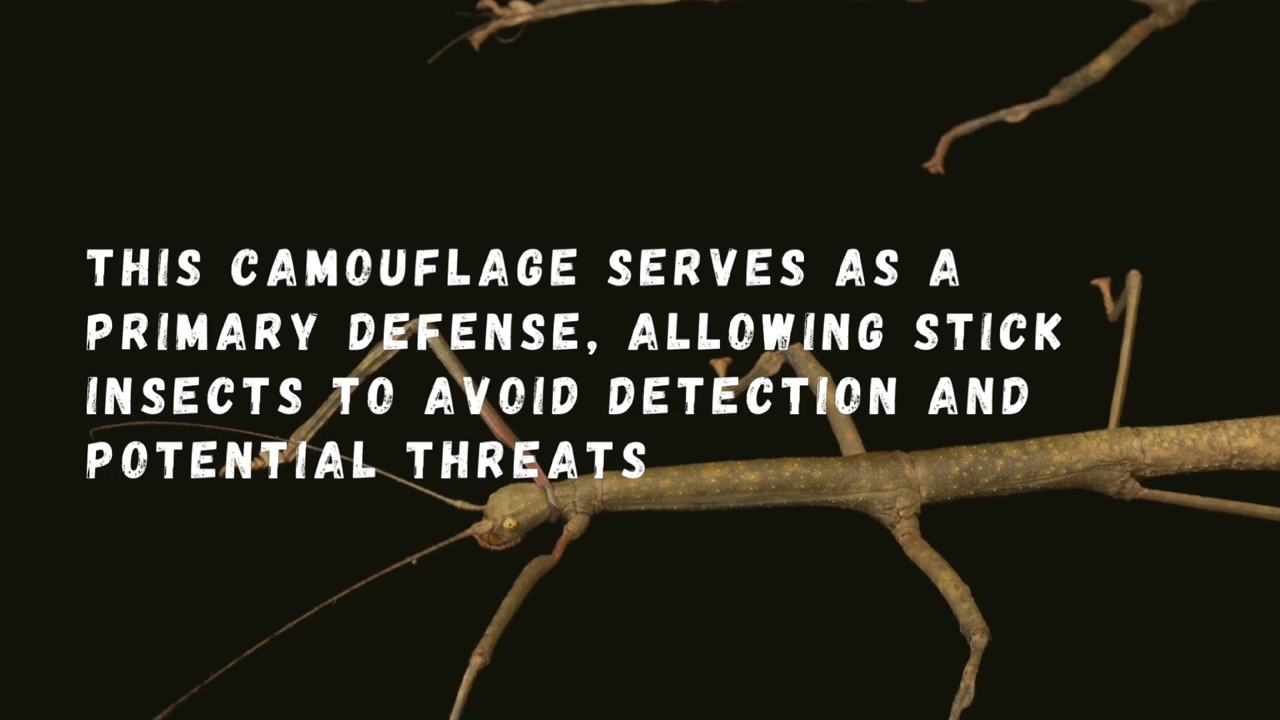 THIS CAMOUFLAGE SERVES AS A
PRIMARY DEFENSE, ALLOWING STICK
INSECTS TO AVOID DETECTION AND
POTENTIAL THREATS